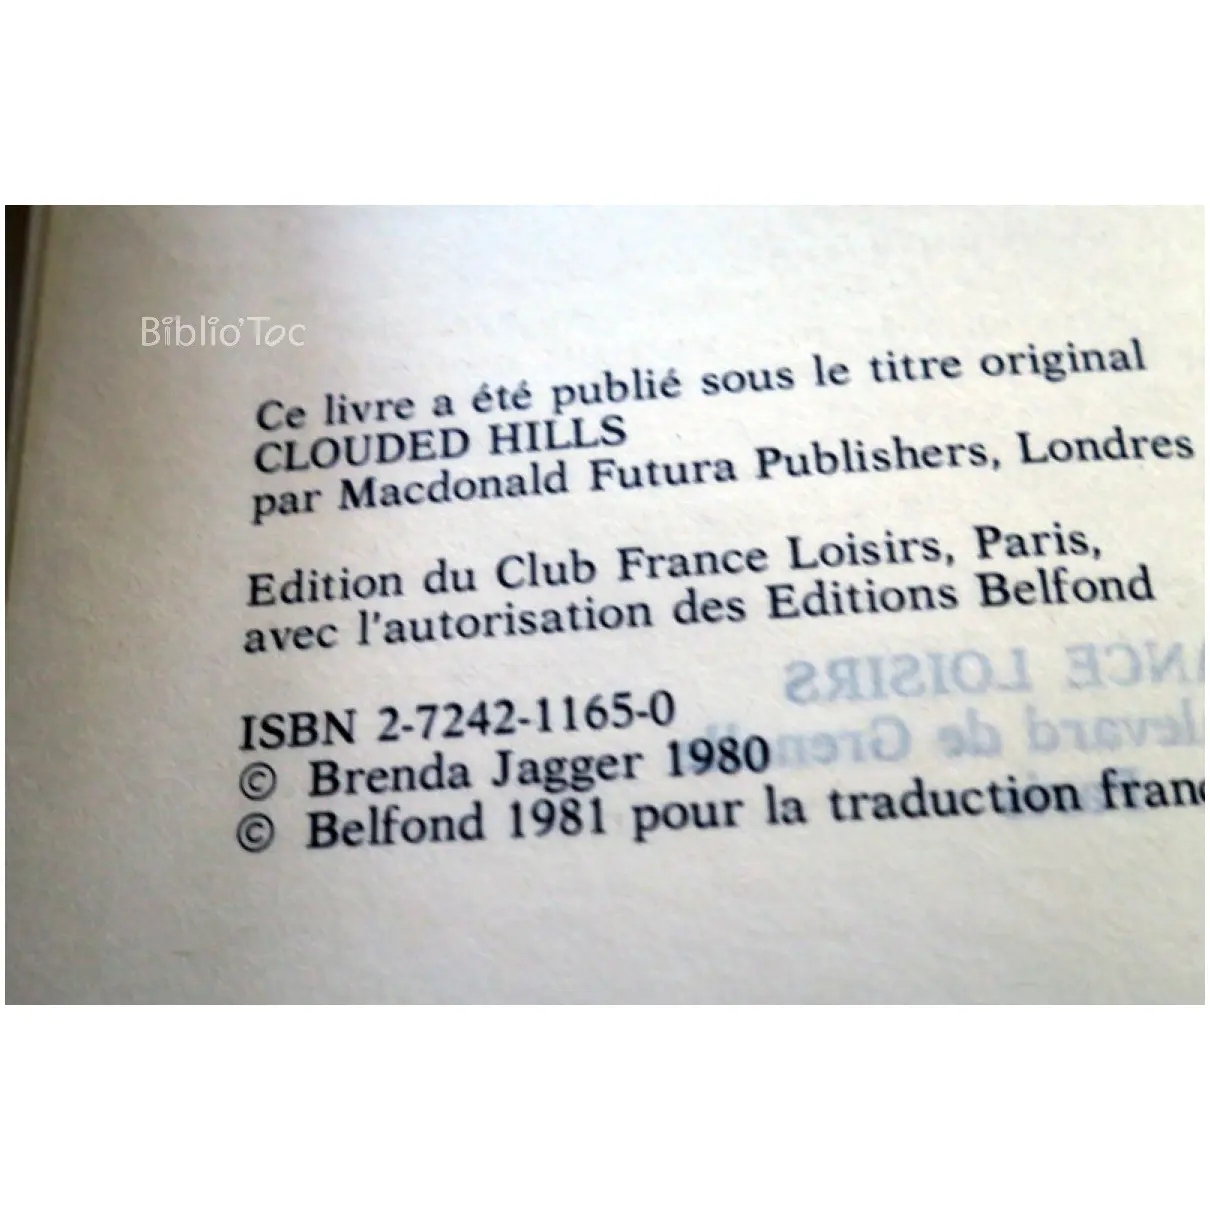 Biblio'Toc
Ce livre a été publié sous le titre original
CLOUDED HILLS
par Macdonald Futura Publishers, Londres
Edition du Club France Loisirs, Paris,
avec l'autorisation des Editions Belfond
ISBN 2-7242-1165-0
© Brenda Jagger 1980
© Belfond 1981 pour la traduction